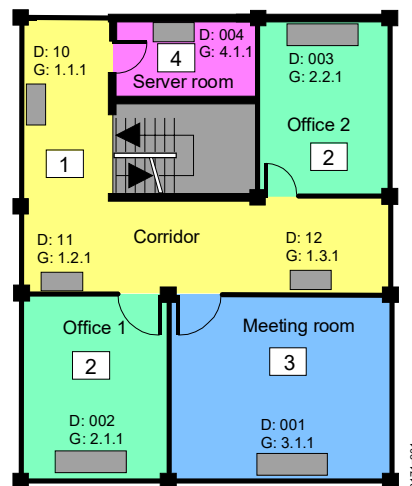 D: 10
G: 1.1.1
D: 004
G: 4.1.1
4
Server room
D: 003
G: 2.2.1
Office 2
2
1
Corridor
D: 11
G: 1.2.1
D: 12
G: 1.3.1
Office 1
2
D: 002
G: 2.1.1
Meeting room
3
D: 001
G: 3.1.1